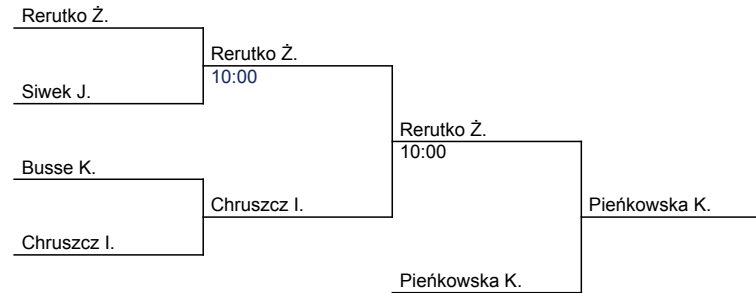 Rerutko Ż.
Rerutko Ż.
10:00
Siwek J.
Rerutko Ż.
10:00
Busse K.
Chruszcz I.
Pieńkowska K.
Chruszcz I.
Pieńkowska K.